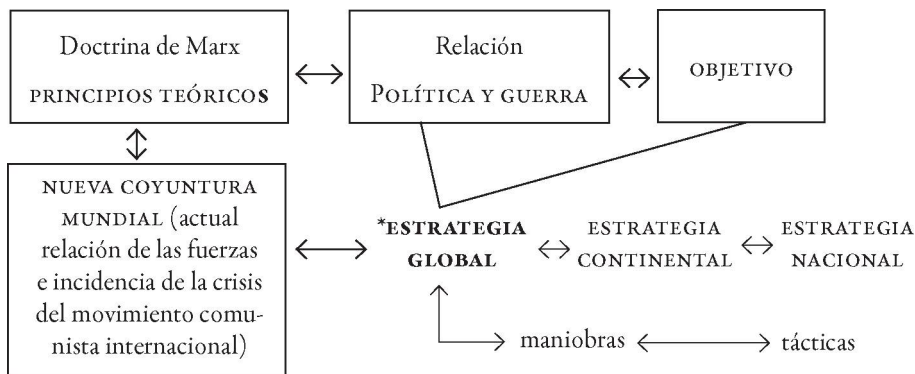 Doctrina de Marx
PRINCIPIOS TEÓRICOS
Relación
POLÍTICA Y GUERRA
OBJETIVO
NUEVA COYUNTURA
MUNDIAL (actual
relación de las fuerzas
e incidencia de la crisis
del movimiento comu-
nista internacional)
*ESTRATEGIA
GLOBAL
ESTRATEGIA
CONTINENTAL
ESTRATEGIA
NACIONAL
maniobras
tácticas